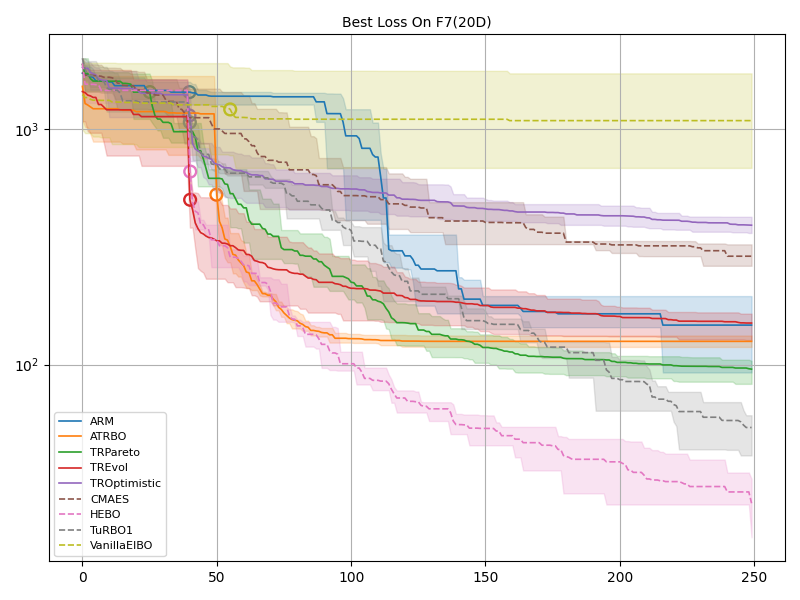 Best Loss On F7(20D)
10³
10²
ARM
ATRBO
TRPareto
TREvol
TROptimistic
CMAES
HEBO
TuRBO1
VanillaEIBO
0 50 100 150 200 250